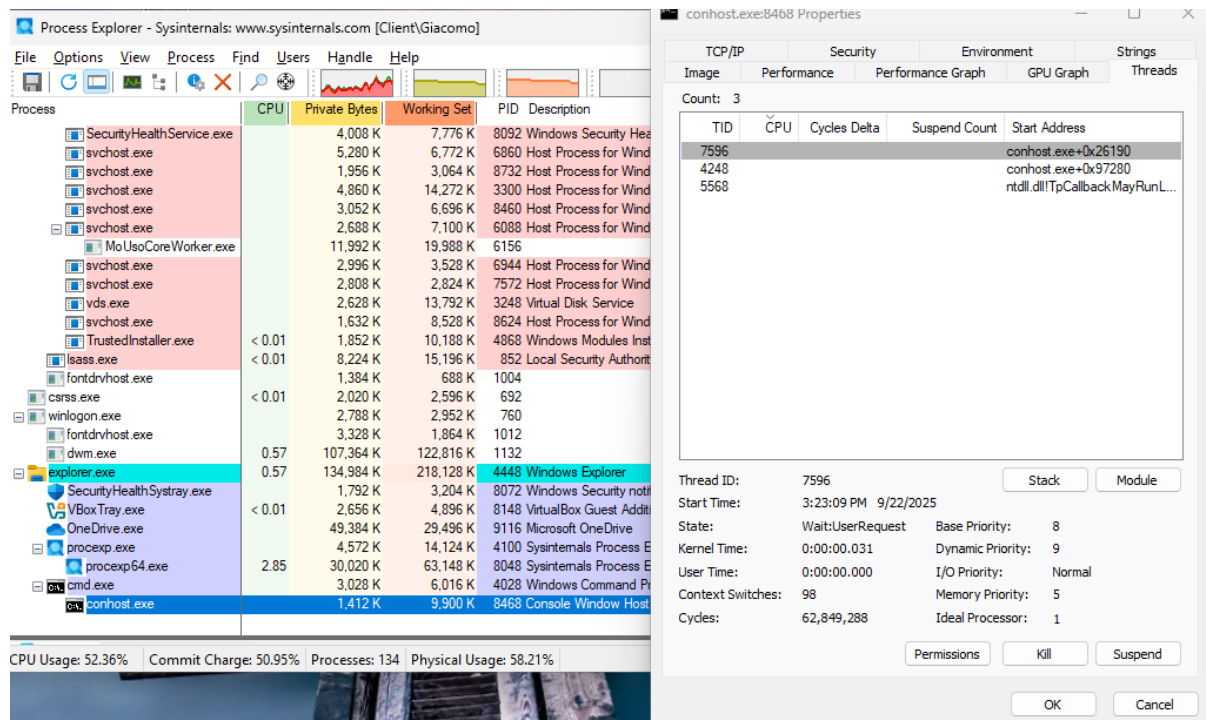 Process Explorer - Sysinternals: www.sysinternals.com [Client\Giacomo]
File Options View Process Find Users Handle Help
Process CPU Private Bytes Working Set PID Description
SecurityHealthService.exe 4,008 K 7,776 K 8092 Windows Security Hea
svchost.exe 5,280 K 6,772 K 6860 Host Process for Wind
svchost.exe 1,956 K 3,064 K 8732 Host Process for Wind
svchost.exe 4,860 K 14,272 K 3300 Host Process for Wind
svchost.exe 3,052 K 6,696 K 8460 Host Process for Wind
svchost.exe 2,688 K 7,100 K 6088 Host Process for Wind
MoUsoCoreWorker.exe 11,992 K 19,988 K 6156
svchost.exe 2,996 K 3,528 K 6944 Host Process for Wind
svchost.exe 2,808 K 2,824 K 7572 Host Process for Wind
vds.exe 2,628 K 13,792 K 3248 Virtual Disk Service
svchost.exe 1,632 K 8,528 K 8624 Host Process for Wind
TrustedInstaller.exe < 0.01 1,852 K 10,188 K 4868 Windows Modules Inst
lsass.exe < 0.01 8,224 K 15,196 K 852 Local Security Authorit
fontdrvhost.exe 1,384 K 688 K 1004
csrss.exe < 0.01 2,020 K 2,596 K 692
winlogon.exe 2,788 K 2,952 K 760
fontdrvhost.exe 3,328 K 1,864 K 1012
dwm.exe 0.57 107,364 K 122,816 K 1132
explorer.exe 0.57 134,984 K 218,128 K 4448 Windows Explorer
SecurityHealthSystray.exe 1,792 K 3,204 K 8072 Windows Security notif
VBoxTray.exe < 0.01 2,656 K 4,896 K 8148 VirtualBox Guest Additi
OneDrive.exe 49,384 K 29,496 K 9116 Microsoft OneDrive
procexp.exe 4,572 K 14,124 K 4100 Sysinternals Process E
procexp64.exe 2.85 30,020 K 63,148 K 8048 Sysinternals Process E
cmd.exe 3,028 K 6,016 K 4028 Windows Command Pr
conhost.exe 1,412 K 9,900 K 8468 Console Window Host
CPU Usage: 52.36% Commit Charge: 50.95% Processes: 134 Physical Usage: 58.21%
conhost.exe:8468 Properties
TCP/IP Security Environment Strings
Image Performance Performance Graph GPU Graph Threads
Count: 3
TID CPU Cycles Delta Suspend Count Start Address
7596 conhost.exe+0x26190
4248 conhost.exe+0x97280
5568 ntdll.dll!TpCallbackMayRunL...
Thread ID: 7596 Stack Module
Start Time: 3:23:09 PM 9/22/2025
State: Wait:UserRequest Base Priority: 8
Kernel Time: 0:00:00.031 Dynamic Priority: 9
User Time: 0:00:00.000 I/O Priority: Normal
Context Switches: 98 Memory Priority: 5
Cycles: 62,849,288 Ideal Processor: 1
Permissions Kill Suspend
OK Cancel